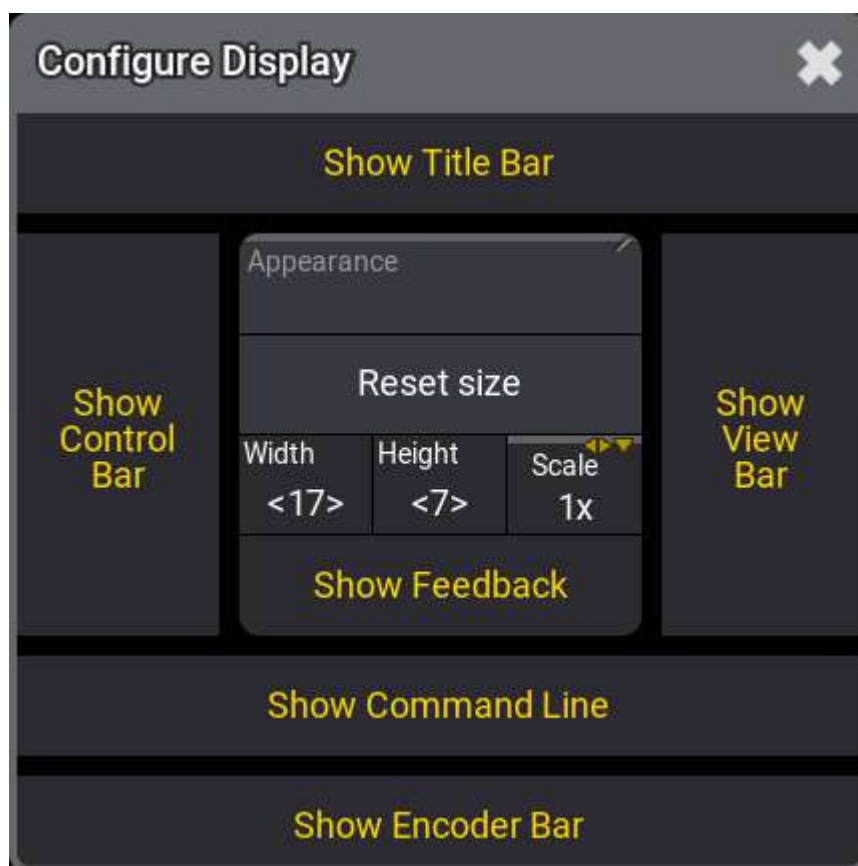 Configure Display
Show Title Bar
Appearance
Reset size
Show
Control
Bar
Width
Height
Scale
<17>
<7>
1x
Show
View
Bar
Show Feedback
Show Command Line
Show Encoder Bar